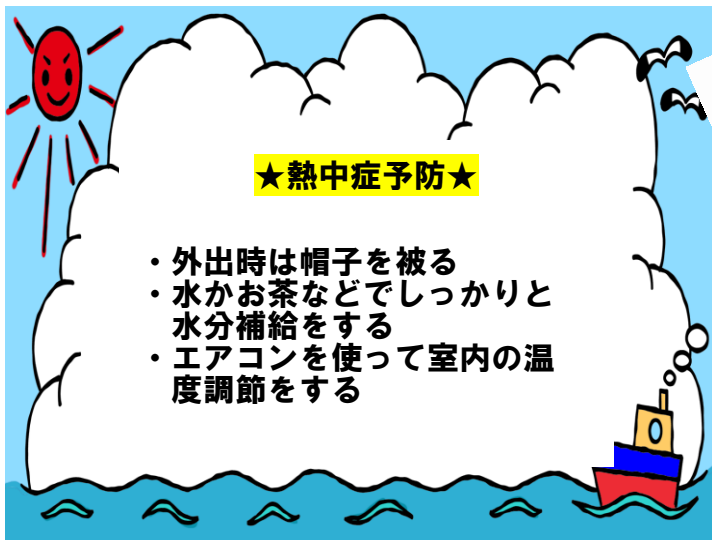 ★熱中症予防★
・外出時は帽子を被る
・水かお茶などでしっかりと
水分補給をする
・エアコンを使って室内の温
度調節をする